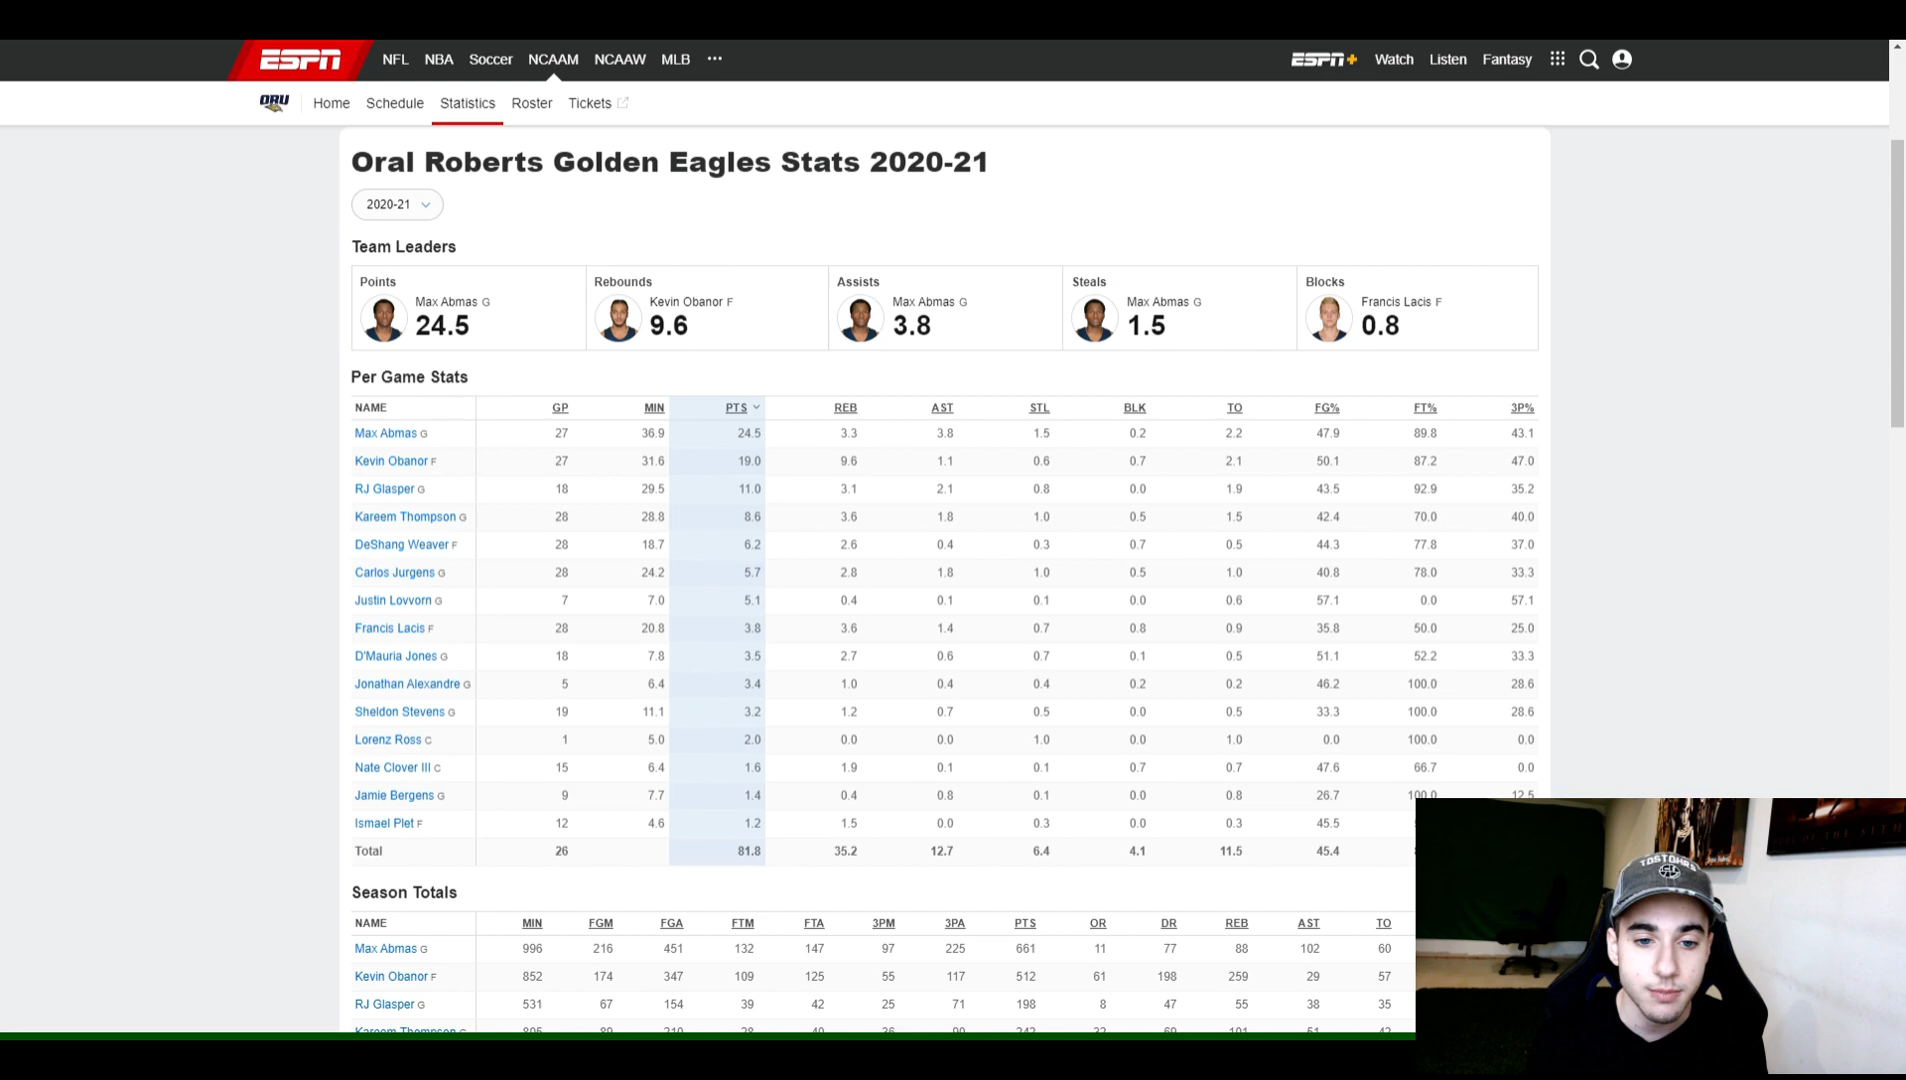 ESPN NFL NBA Soccer NCAAM NCAAW MLB ••• ESPN+ Watch Listen Fantasy
ORU Home Schedule Statistics Roster Tickets
Oral Roberts Golden Eagles Stats 2020-21
2020-21
Team Leaders
Points Rebounds Assists Steals Blocks
Max Abmas G Kevin Obanor F Max Abmas G Max Abmas G Francis Lacis F
24.5 9.6 3.8 1.5 0.8
Per Game Stats
NAME GP MIN PTS REB AST STL BLK TO FG% FT% 3P%
Max Abmas G 27 36.9 24.5 3.3 3.8 1.5 0.2 2.2 47.9 89.8 43.1
Kevin Obanor F 27 31.6 19.0 9.6 1.1 0.6 0.7 2.1 50.1 87.2 47.0
RJ Glasper G 18 29.5 11.0 3.1 2.1 0.8 0.0 1.9 43.5 92.9 35.2
Kareem Thompson G 28 28.8 8.6 3.6 1.8 1.0 0.5 1.5 42.4 70.0 40.0
DeShang Weaver F 28 18.7 6.2 2.6 0.4 0.3 0.7 0.5 44.3 77.8 37.0
Carlos Jurgens G 28 24.2 5.7 2.8 1.8 1.0 0.5 1.0 40.8 78.0 33.3
Justin Lovvorn G 7 7.0 5.1 0.4 0.1 0.1 0.0 0.6 57.1 0.0 57.1
Francis Lacis F 28 20.8 3.8 3.6 1.4 0.7 0.8 0.9 35.8 50.0 25.0
D'Mauria Jones G 18 7.8 3.5 2.7 0.6 0.7 0.1 0.5 51.1 52.2 33.3
Jonathan Alexandre G 5 6.4 3.4 1.0 0.4 0.4 0.2 0.2 46.2 100.0 28.6
Sheldon Stevens G 19 11.1 3.2 1.2 0.7 0.5 0.0 0.5 33.3 100.0 28.6
Lorenz Ross C 1 5.0 2.0 0.0 0.0 1.0 0.0 1.0 0.0 100.0 0.0
Nate Clover III C 15 6.4 1.6 1.9 0.1 0.1 0.7 0.7 47.6 66.7 0.0
Jamie Bergens G 9 7.7 1.4 0.4 0.8 0.1 0.0 0.8 26.7 100.0 12.5
Ismael Plet F 12 4.6 1.2 1.5 0.0 0.3 0.0 0.3 45.5
Total 26 81.8 35.2 12.7 6.4 4.1 11.5 45.4
Season Totals
NAME MIN FGM FGA FTM FTA 3PM 3PA PTS OR DR REB AST TO
Max Abmas G 996 216 451 132 147 97 225 661 11 77 88 102 60
Kevin Obanor F 852 174 347 109 125 55 117 512 61 198 259 29 57
RJ Glasper G 531 67 154 39 42 25 71 198 8 47 55 38 35
Kareem Thompson G 805 89 210 28 40 36 90 242 32 69 101 51 42